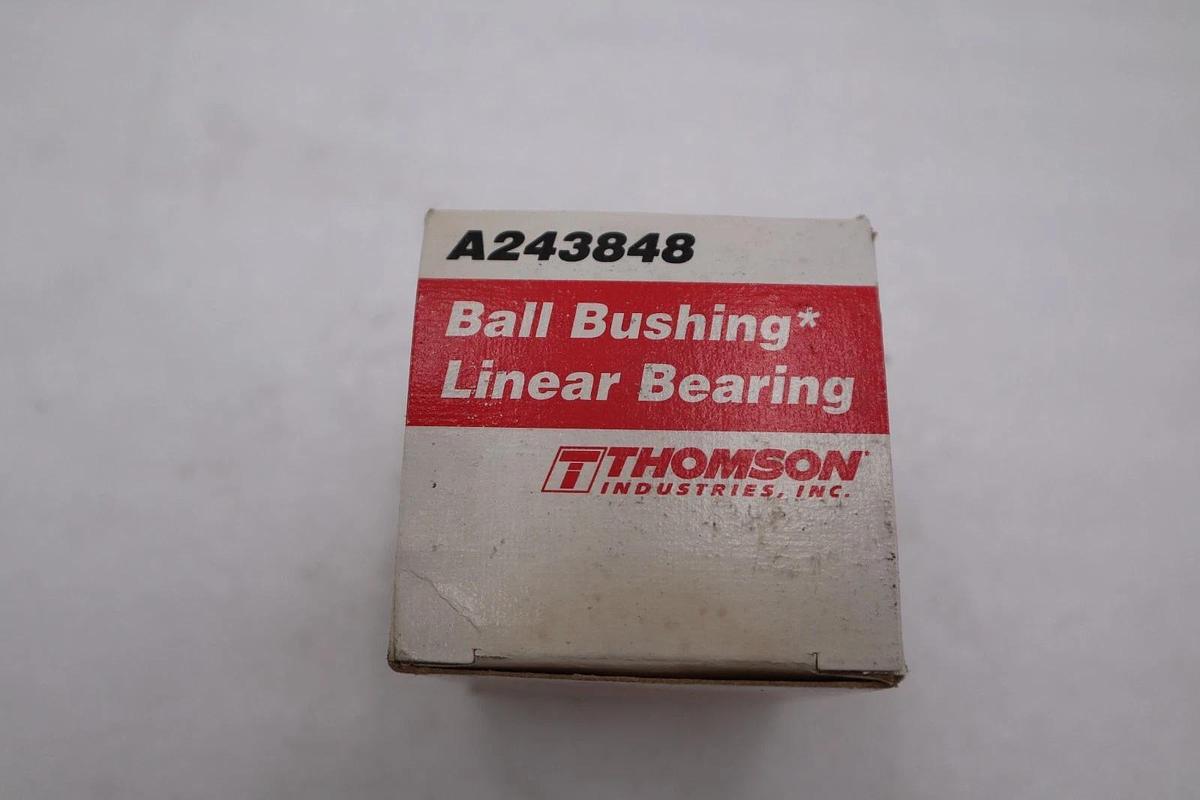 A243848
Ball Bushing*
Linear Bearing
THOMSON
INDUSTRIES, INC.